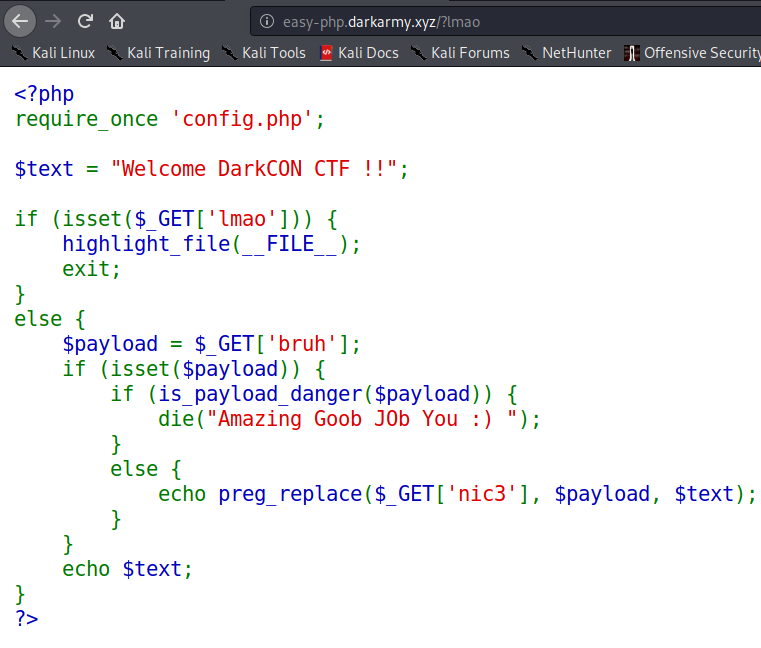 easy-php.darkarmy.xyz/?lmao
Kali Linux Kali Training Kali Tools Kali Docs Kali Forums NetHunter Offensive Security
<?php
require_once 'config.php';
$text = "Welcome DarkCON CTF !!";
if (isset($_GET['lmao'])) {
    highlight_file(__FILE__);
    exit;
}
else {
    $payload = $_GET['bruh'];
    if (isset($payload)) {
        if (is_payload_danger($payload)) {
            die("Amazing Goob JOb You :) ");
        }
        else {
            echo preg_replace($_GET['nic3'], $payload, $text);
        }
    }
    echo $text;
}
?>